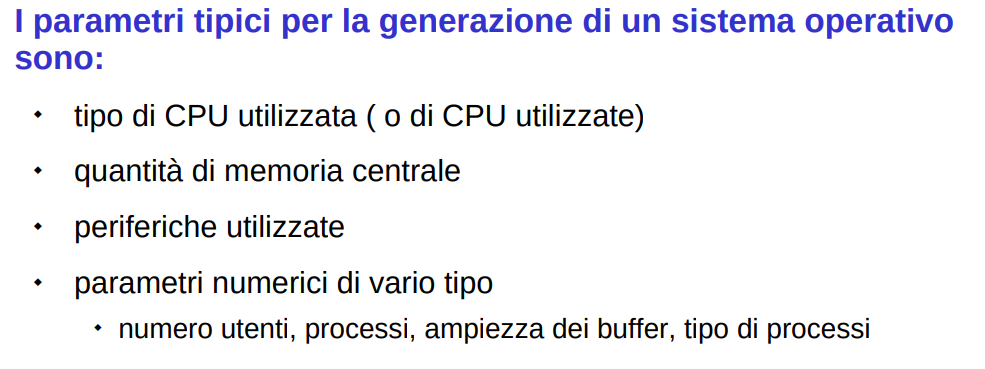 I parametri tipici per la generazione di un sistema operativo
sono:
tipo di CPU utilizzata ( o di CPU utilizzate)
quantità di memoria centrale
periferiche utilizzate
parametri numerici di vario tipo
numero utenti, processi, ampiezza dei buffer, tipo di processi